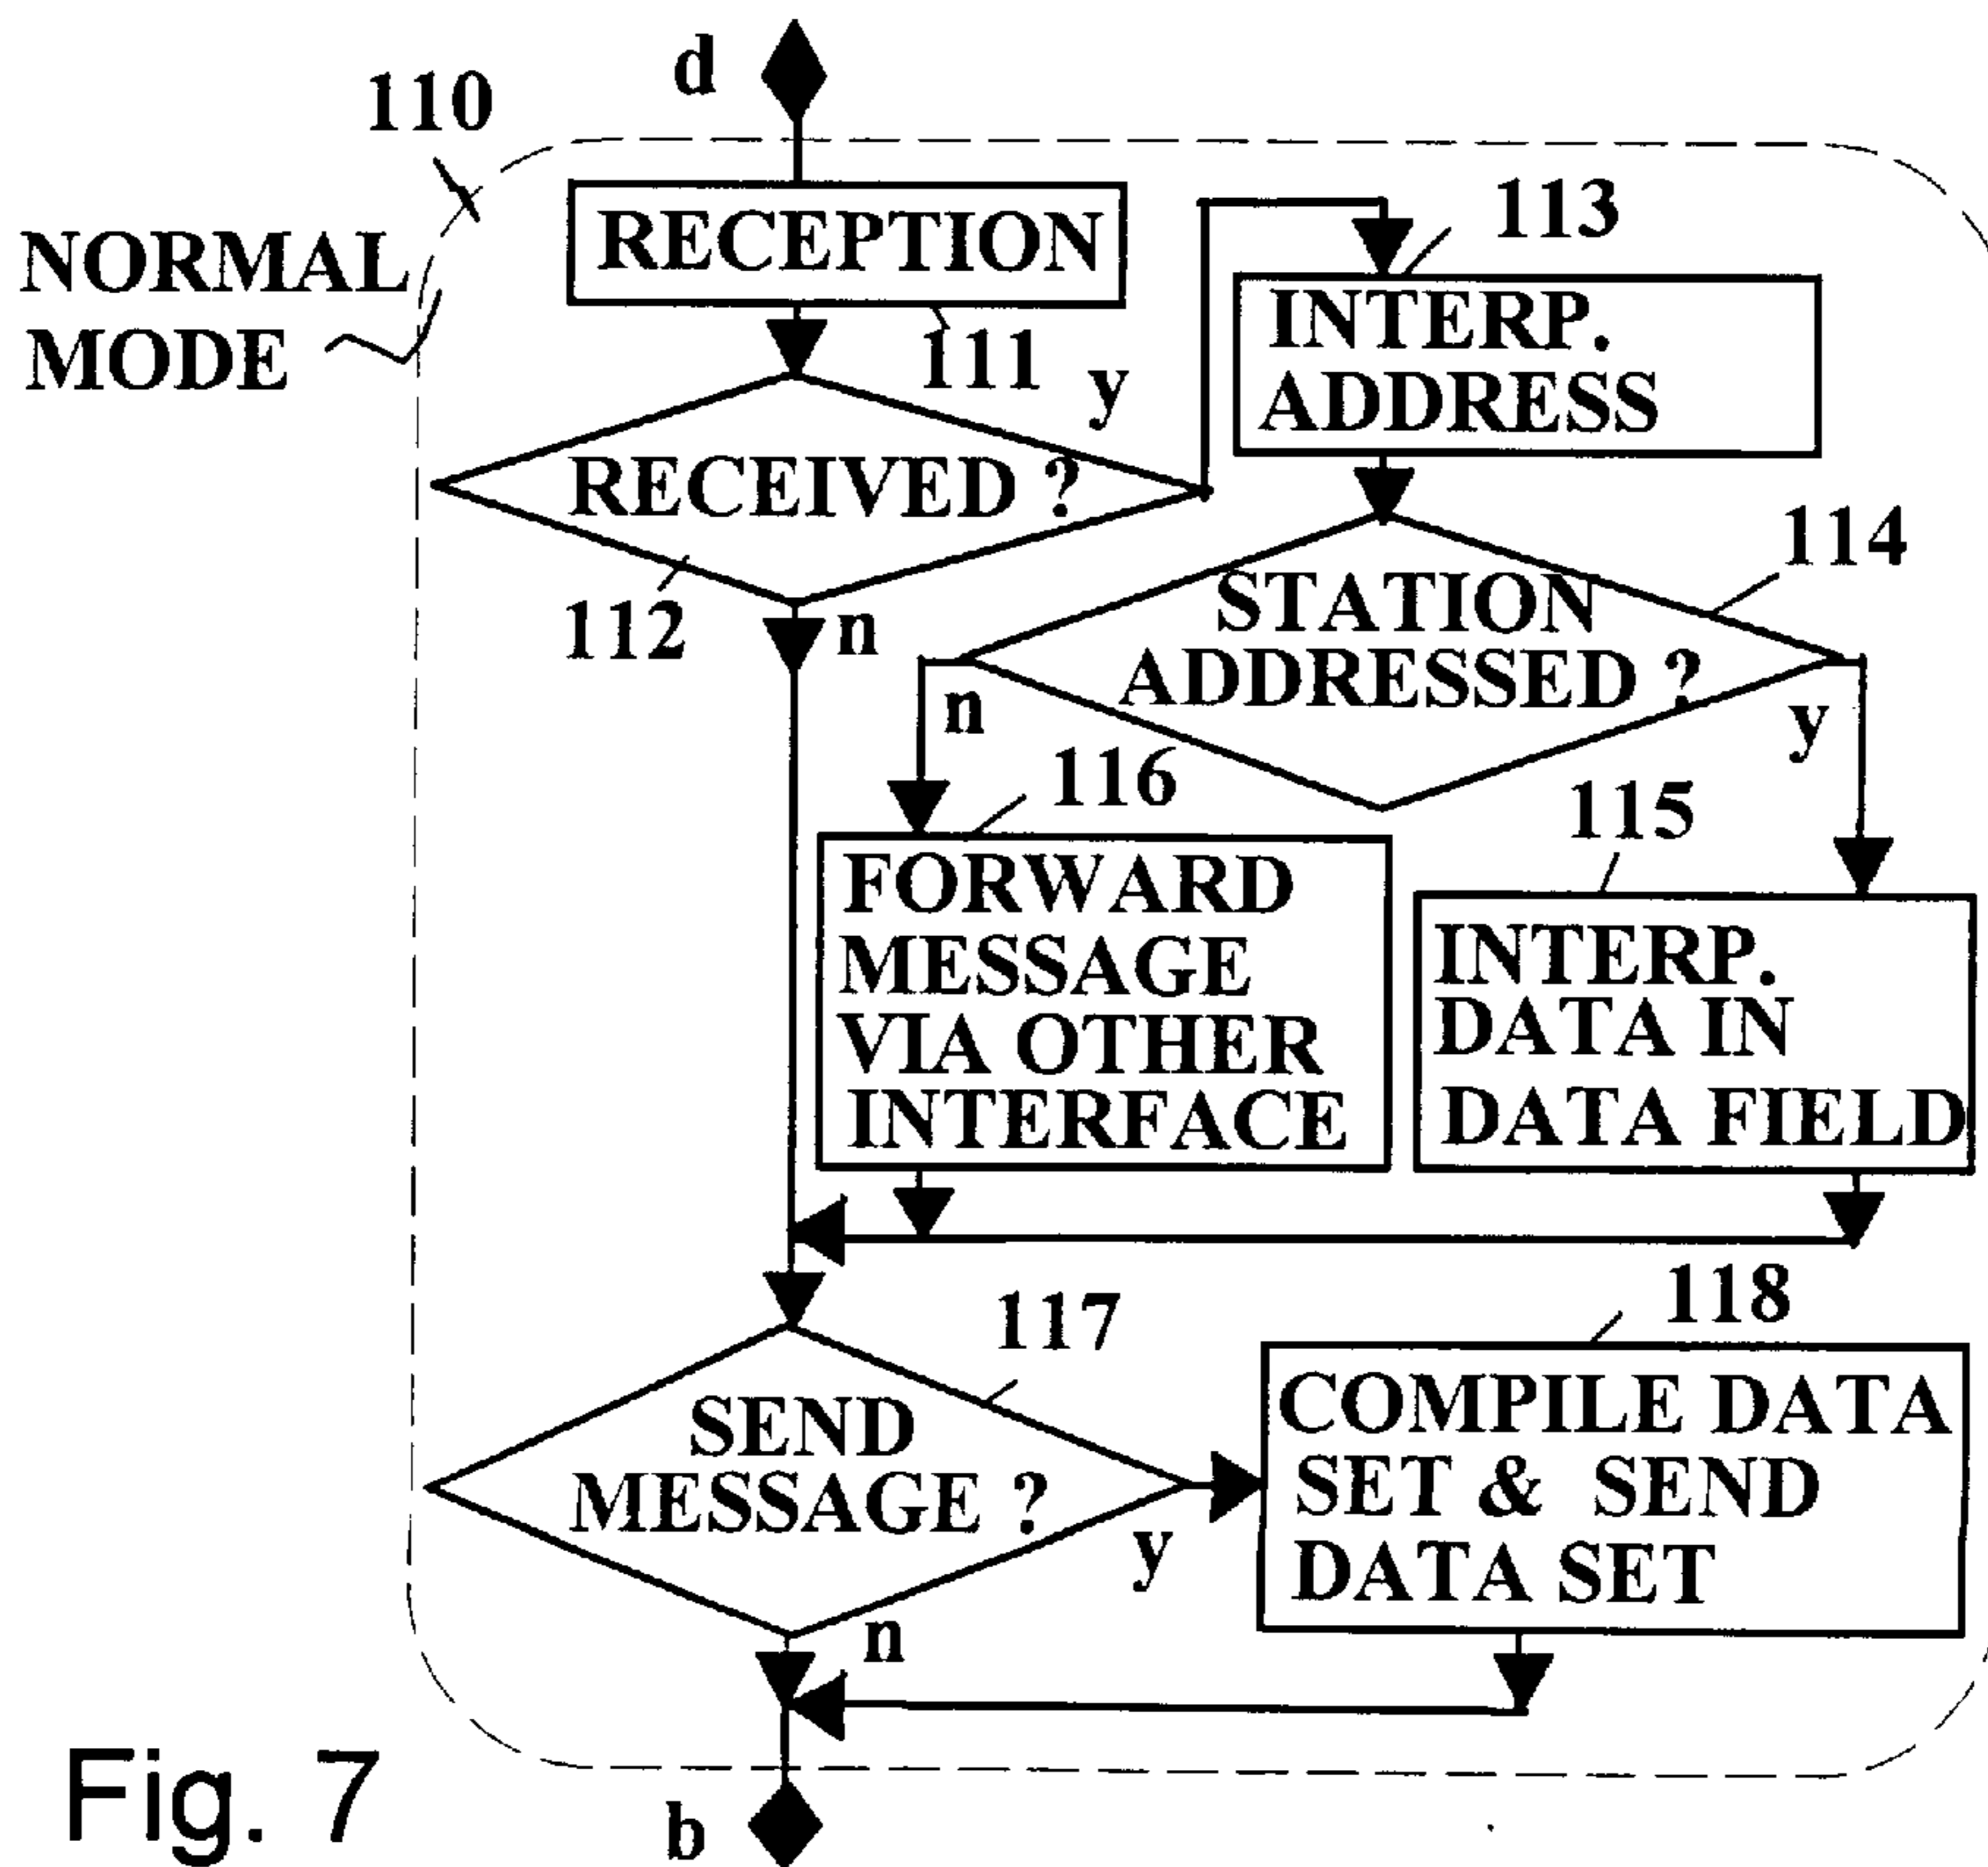 d
110
NORMAL
MODE
RECEPTION
111
113
INTERP.
ADDRESS
y
RECEIVED ?
112
n
114
STATION
ADDRESSED ?
n
y
116
115
FORWARD
MESSAGE
VIA OTHER
INTERFACE
INTERP.
DATA IN
DATA FIELD
117
118
SEND
MESSAGE ?
y
n
COMPILE DATA
SET & SEND
DATA SET
Fig. 7
b